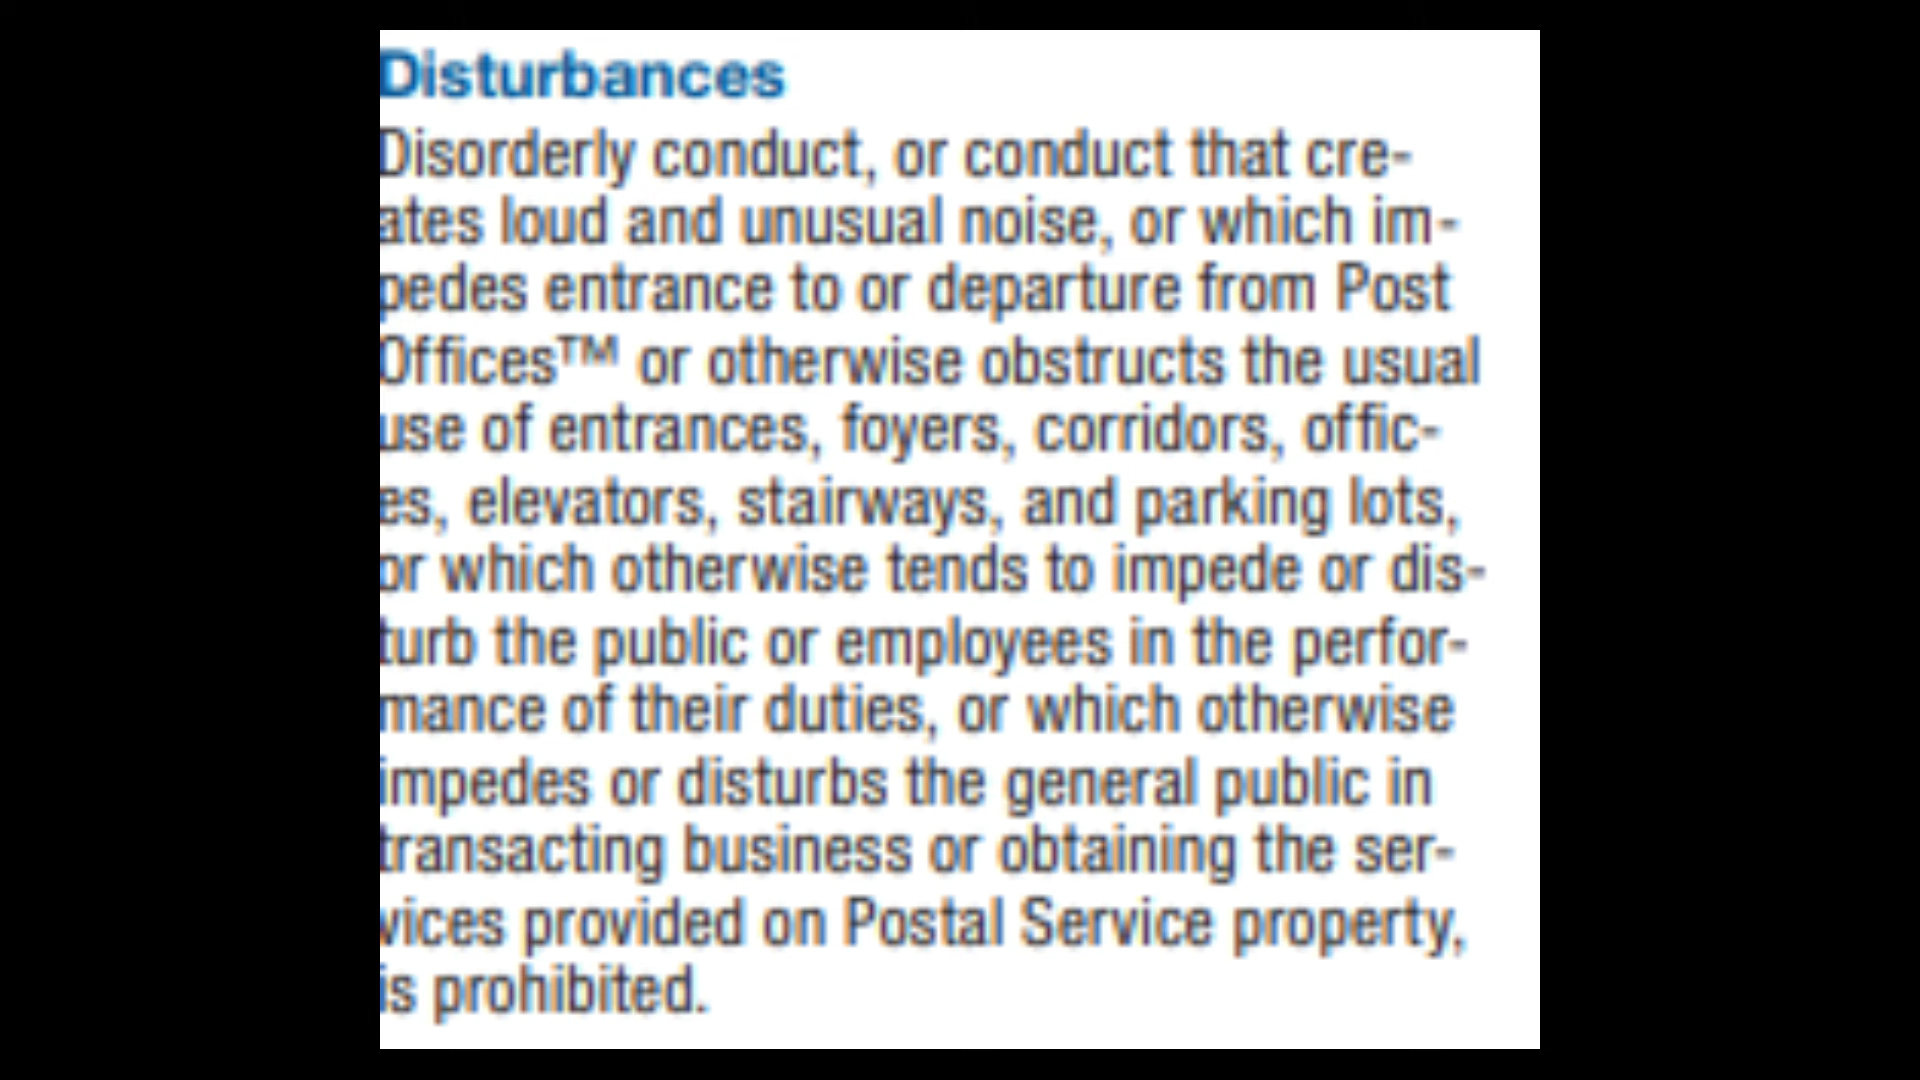 Disturbances
Disorderly conduct, or conduct that cre-
ates loud and unusual noise, or which im-
pedes entrance to or departure from Post
Offices™ or otherwise obstructs the usual
use of entrances, foyers, corridors, offic-
es, elevators, stairways, and parking lots,
or which otherwise tends to impede or dis-
turb the public or employees in the perfor-
mance of their duties, or which otherwise
impedes or disturbs the general public in
transacting business or obtaining the ser-
vices provided on Postal Service property,
is prohibited.